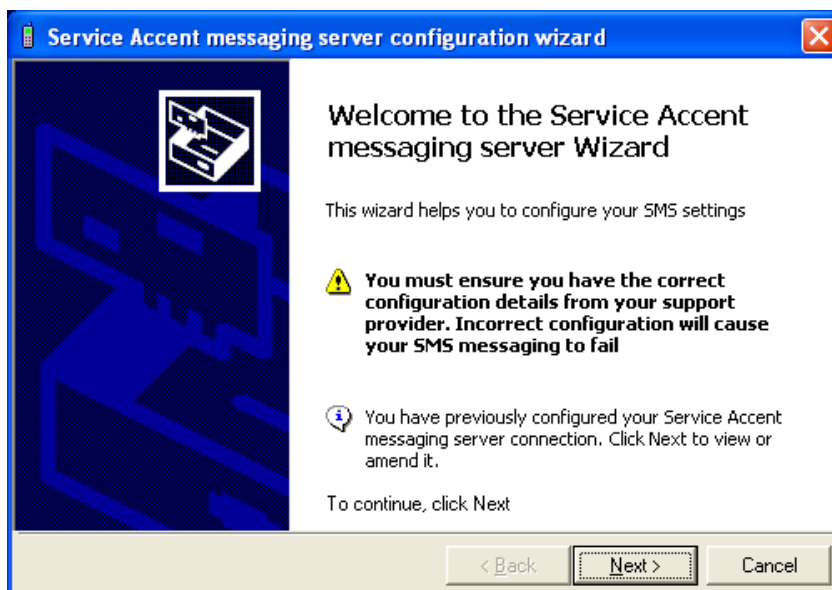 Service Accent messaging server configuration wizard
Welcome to the Service Accent
messaging server Wizard
This wizard helps you to configure your SMS settings
You must ensure you have the correct
configuration details from your support
provider. Incorrect configuration will cause
your SMS messaging to fail
You have previously configured your Service Accent
messaging server connection. Click Next to view or
amend it.
To continue, click Next
< Back
Next >
Cancel